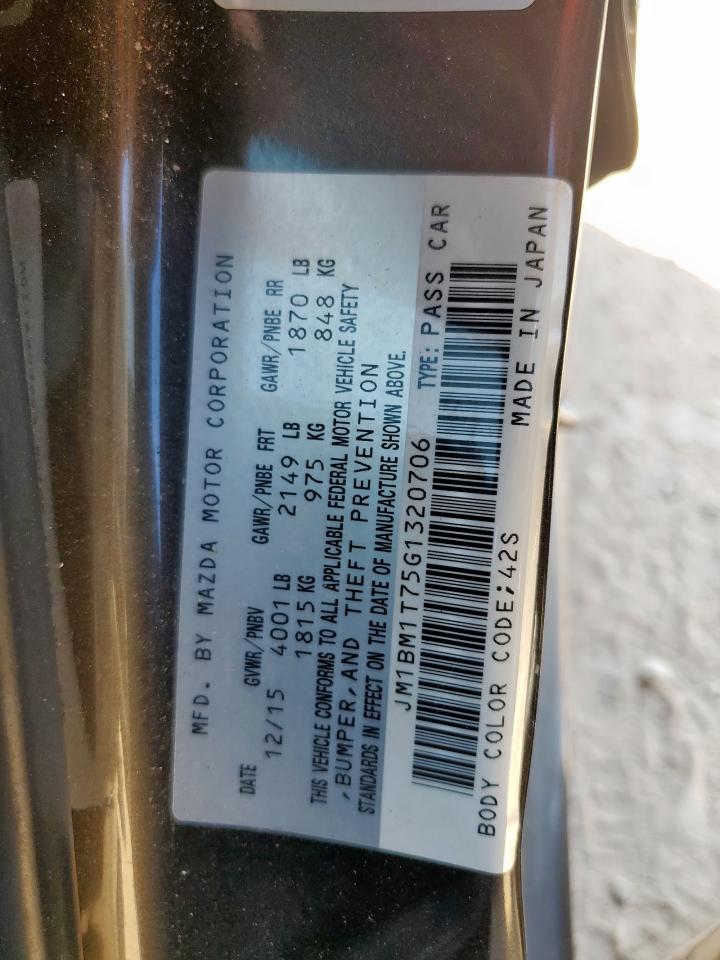 MFD. BY MAZDA MOTOR CORPORATION
DATE GVWR/PNBV GAWR/PNBE FRT GAWR/PNBE RR
12/15 4001 LB 2149 LB 1870 LB
1815 KG 975 KG 848 KG
THIS VEHICLE CONFORMS TO ALL APPLICABLE FEDERAL MOTOR VEHICLE SAFETY
,BUMPER, AND THEFT PREVENTION
STANDARDS IN EFFECT ON THE DATE OF MANUFACTURE SHOWN ABOVE.
JM1BM1T75G1320706 TYPE: PASS CAR
BODY COLOR CODE;42S MADE IN JAPAN